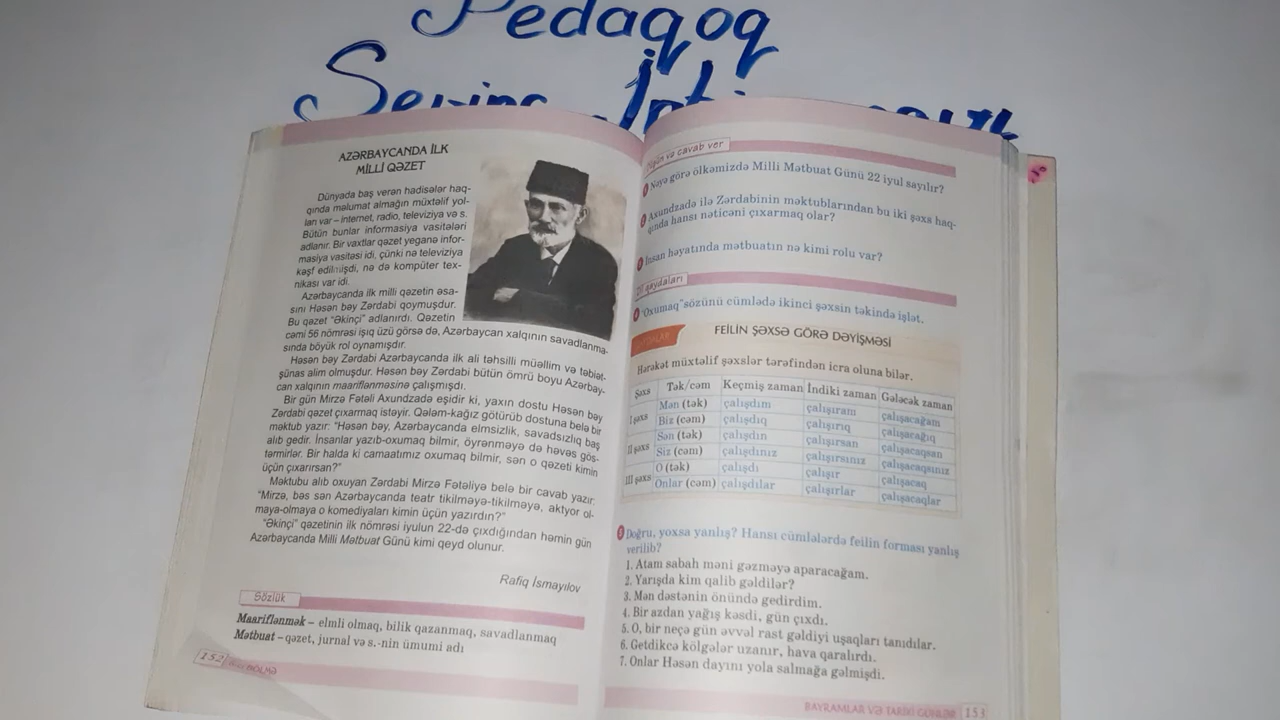 Pedaqoq
AZƏRBAYCANDA İLK
MİLLİ QƏZET
Dünyada baş verən hadisələr haq-
qında məlumat almağın müxtəlif yol-
ları var – internet, radio, televiziya və s.
Bütün bunlar informasiya vasitələri
adlanır. Bir vaxtlar qəzet yeganə infor-
masiya vasitəsi idi, çünki nə televiziya
kəşf edilmişdi, nə də kompüter tex-
nikası var idi.
Azərbaycanda ilk milli qəzetin əsa-
sını Həsən bəy Zərdabi qoymuşdur.
Bu qəzet “Əkinçi” adlanırdı. Qəzetin
cəmi 56 nömrəsi işıq üzü görsə də, Azərbaycan xalqının savadlanma-
sında böyük rol oynamışdır.
Həsən bəy Zərdabi Azərbaycanda ilk ali təhsilli müəllim və təbiət-
şünas alim olmuşdur. Həsən bəy Zərdabi bütün ömrü boyu Azərbay-
can xalqının maariflənməsinə çalışmışdı.
Bir gün Mirzə Fətəli Axundzadə eşidir ki, yaxın dostu Həsən bəy
Zərdabi qəzet çıxarmaq istəyir. Qələm-kağız götürüb dostuna belə bir
məktub yazır: “Həsən bəy, Azərbaycanda elmsizlik, savadsızlıq baş
alıb gedir. İnsanlar yazıb-oxumaq bilmir, öyrənməyə də həvəs gös-
tərmirlər. Bir halda ki camaatımız oxumaq bilmir, sən o qəzeti kimin
üçün çıxarırsan?”
Məktubu alıb oxuyan Zərdabi Mirzə Fətəliyə belə bir cavab yazır:
“Mirzə, bəs sən Azərbaycanda teatr tikilməyə-tikilməyə, aktyor ol-
maya-olmaya o komediyaları kimin üçün yazırdın?”
“Əkinçi” qəzetinin ilk nömrəsi iyulun 22-də çıxdığından həmin gün
Azərbaycanda Milli Mətbuat Günü kimi qeyd olunur.
Rafiq İsmayılov
Sözlük
Maariflənmək – elmli olmaq, bilik qazanmaq, savadlanmaq
Mətbuat – qəzet, jurnal və s.-nin ümumi adı
152 BÖLMƏ
Düşün və cavab ver
Nəyə görə ölkəmizdə Milli Mətbuat Günü 22 iyul sayılır?
Axundzadə ilə Zərdabinin məktublarından bu iki şəxs haq-
qında hansı nəticəni çıxarmaq olar?
İnsan həyatında mətbuatın nə kimi rolu var?
Dil qaydaları
“Oxumaq” sözünü cümlədə ikinci şəxsin təkində işlət.
FEİLİN ŞƏXSƏ GÖRƏ DƏYİŞMƏSİ
Hərəkət müxtəlif şəxslər tərəfindən icra oluna bilər.
Şəxs Tək/cəm Keçmiş zaman İndiki zaman Gələcək zaman
I şəxs Mən (tək) çalışdım çalışıram çalışacağam
Biz (cəm) çalışdıq çalışırıq çalışacağıq
II şəxs Sən (tək) çalışdın çalışırsan çalışacaqsan
Siz (cəm) çalışdınız çalışırsınız çalışacaqsınız
III şəxs O (tək) çalışdı çalışır çalışacaq
Onlar (cəm) çalışdılar çalışırlar çalışacaqlar
5 Doğru, yoxsa yanlış? Hansı cümlələrdə feilin forması yanlış
verilib?
1. Atam sabah məni gəzməyə aparacağam.
2. Yarışda kim qalib gəldilər?
3. Mən dəstənin önündə gedirdim.
4. Bir azdan yağış kəsdi, gün çıxdı.
5. O, bir neçə gün əvvəl rast gəldiyi uşaqları tanıdılar.
6. Getdikcə kölgələr uzanır, hava qaralırdı.
7. Onlar Həsən dayını yola salmağa gəlmişdi.
BAYRAMLAR VƏ TARİXİ GÜNLƏR 153